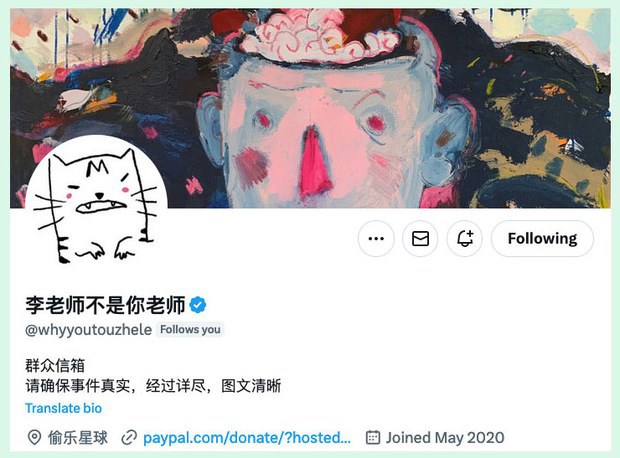 Following
李老师不是你老师
@whyyoutouzhele Follows you
群众信箱
请确保事件真实，经过详尽，图文清晰
Translate bio
偷乐星球 paypal.com/donate/?hosted... Joined May 2020